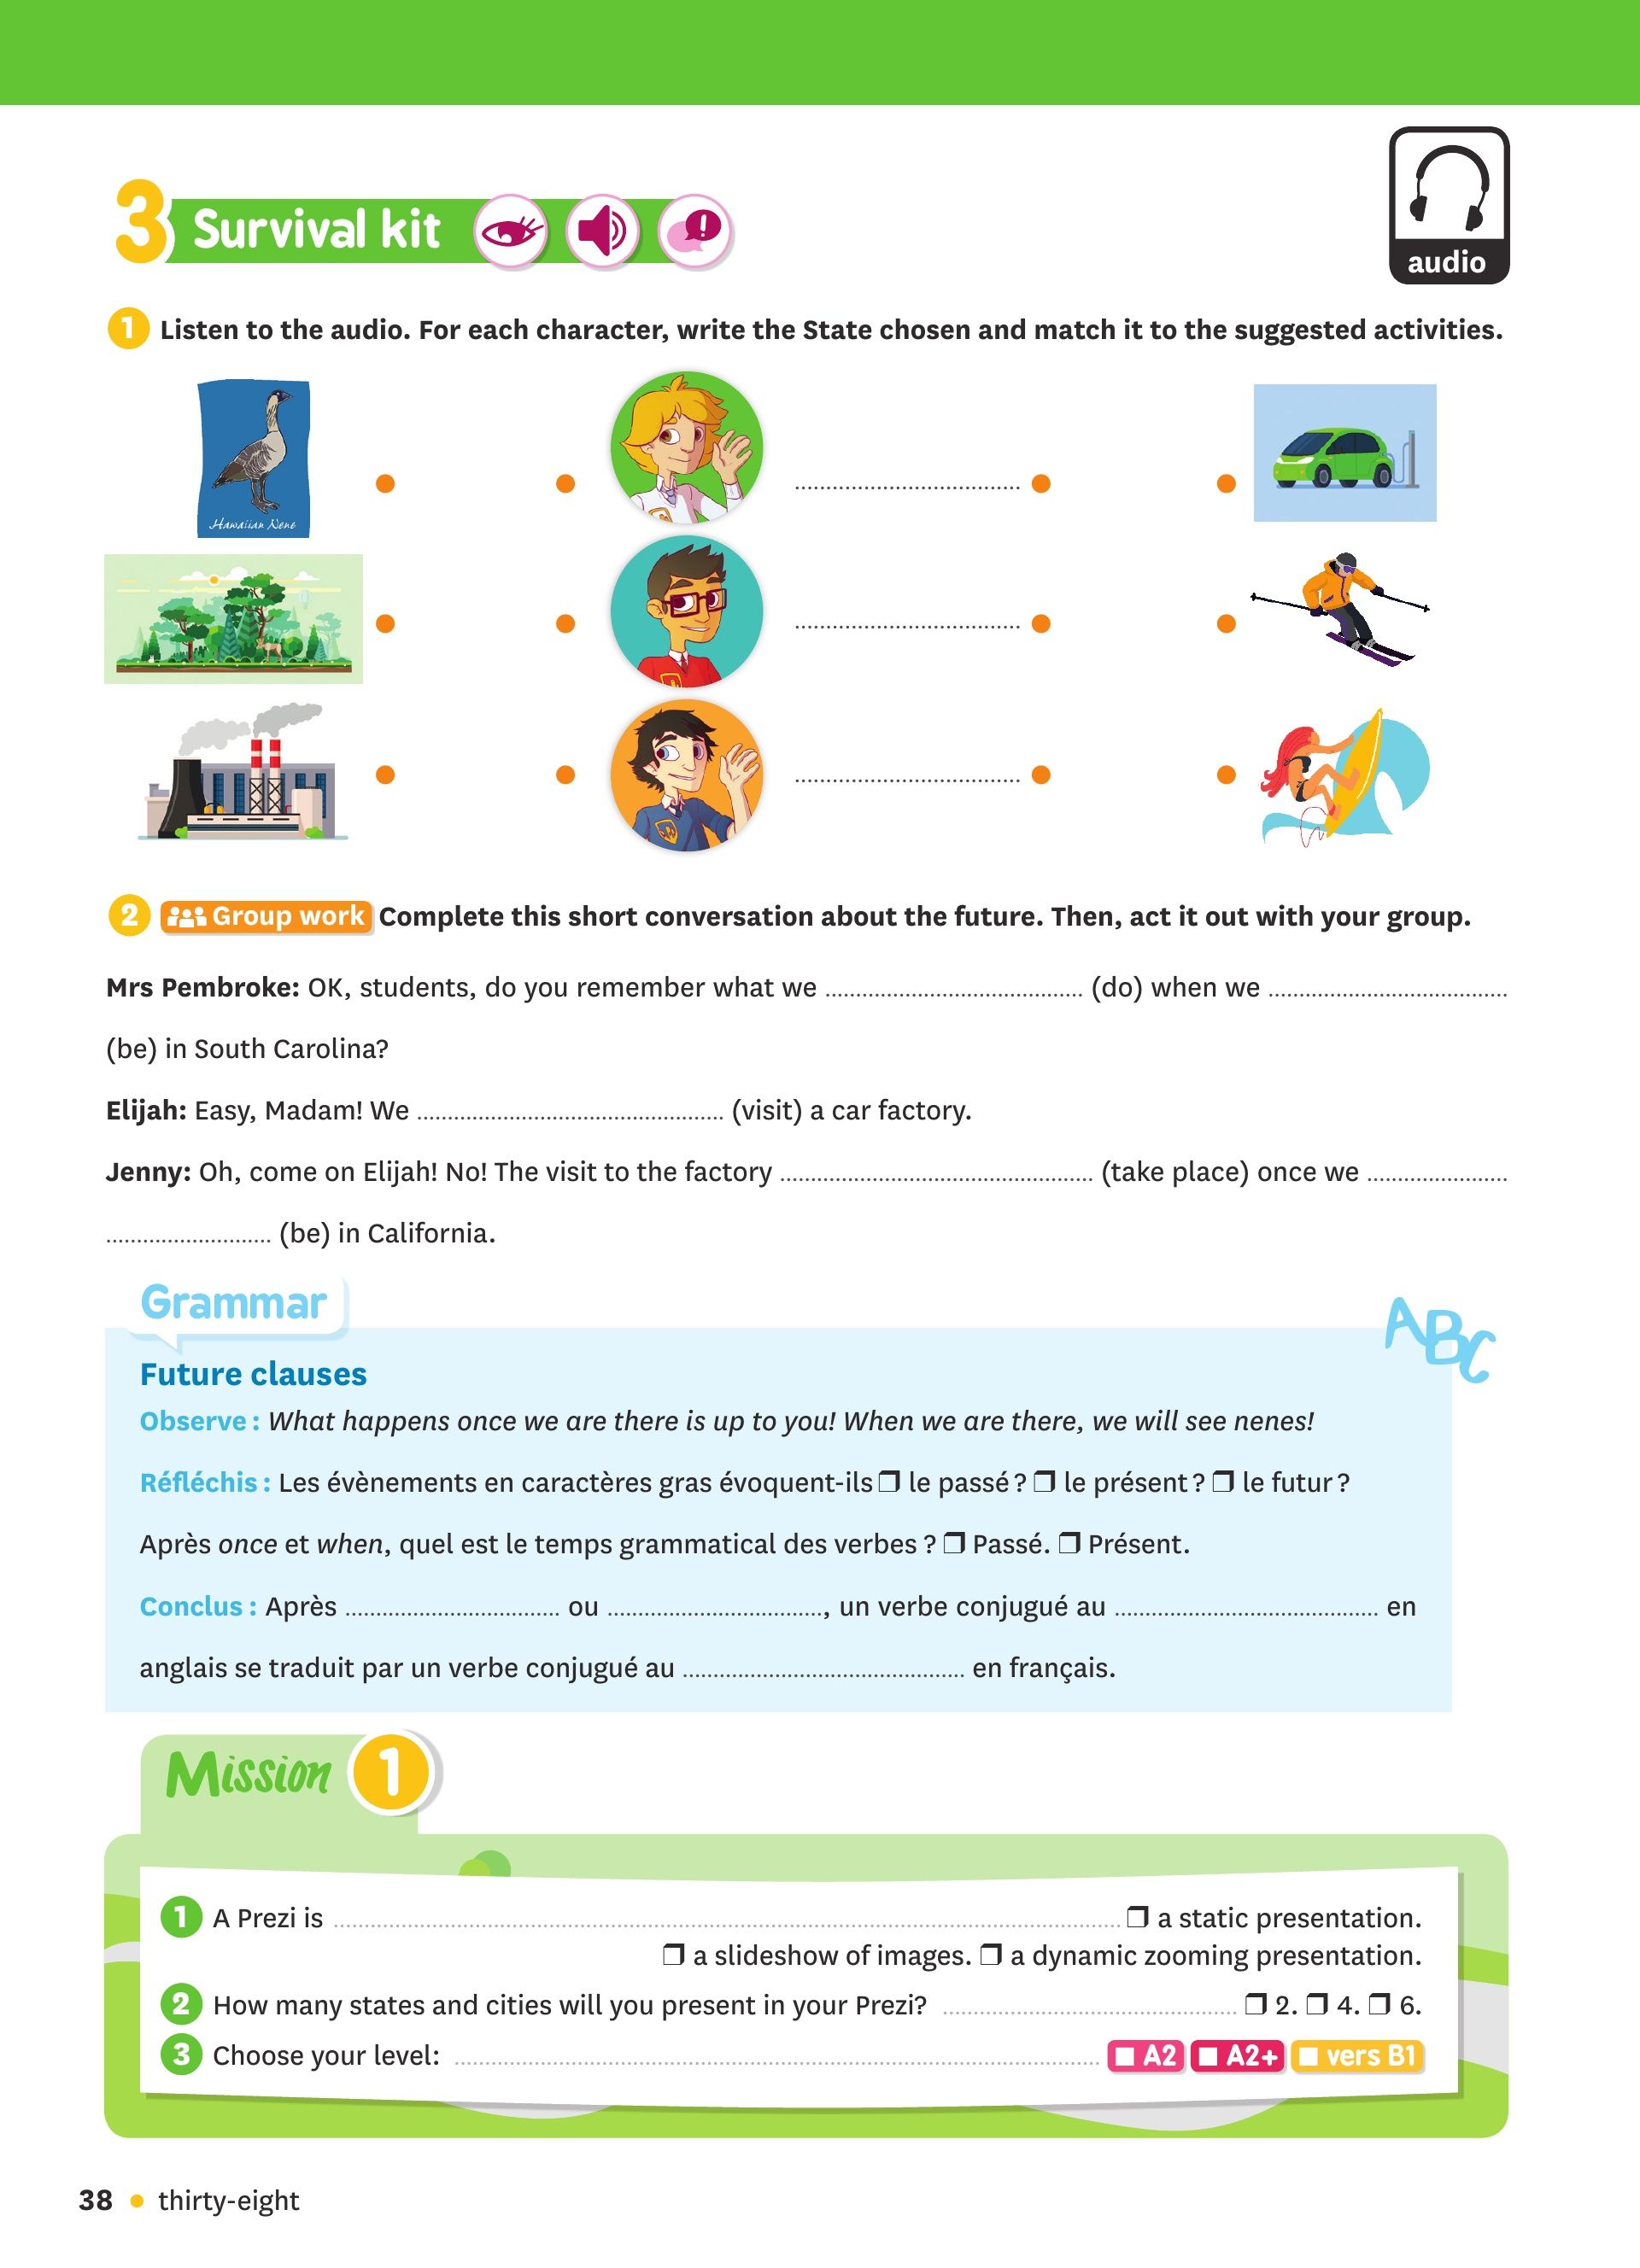 audio
3 Survival kit
1 Listen to the audio. For each character, write the State chosen and match it to the suggested activities.
Hawaiian Nene
2 Group work Complete this short conversation about the future. Then, act it out with your group.
Mrs Pembroke: OK, students, do you remember what we ........................................ (do) when we ........................................
(be) in South Carolina?
Elijah: Easy, Madam! We ........................................ (visit) a car factory.
Jenny: Oh, come on Elijah! No! The visit to the factory ........................................ (take place) once we ......................
.......................... (be) in California.
Grammar
ABC
Future clauses
Observe : What happens once we are there is up to you! When we are there, we will see nenes!
Réfléchis : Les évènements en caractères gras évoquent-ils ❒ le passé ? ❒ le présent ? ❒ le futur ?
Après once et when, quel est le temps grammatical des verbes ? ❒ Passé. ❒ Présent.
Conclus : Après ................................ ou ................................, un verbe conjugué au ........................................ en
anglais se traduit par un verbe conjugué au ........................................ en français.
Mission 1
1 A Prezi is ........................................ ❒ a static presentation.
❒ a slideshow of images. ❒ a dynamic zooming presentation.
2 How many states and cities will you present in your Prezi? ........................................ ❒ 2. ❒ 4. ❒ 6.
3 Choose your level: ........................................ A2 A2+ vers B1
38 • thirty-eight